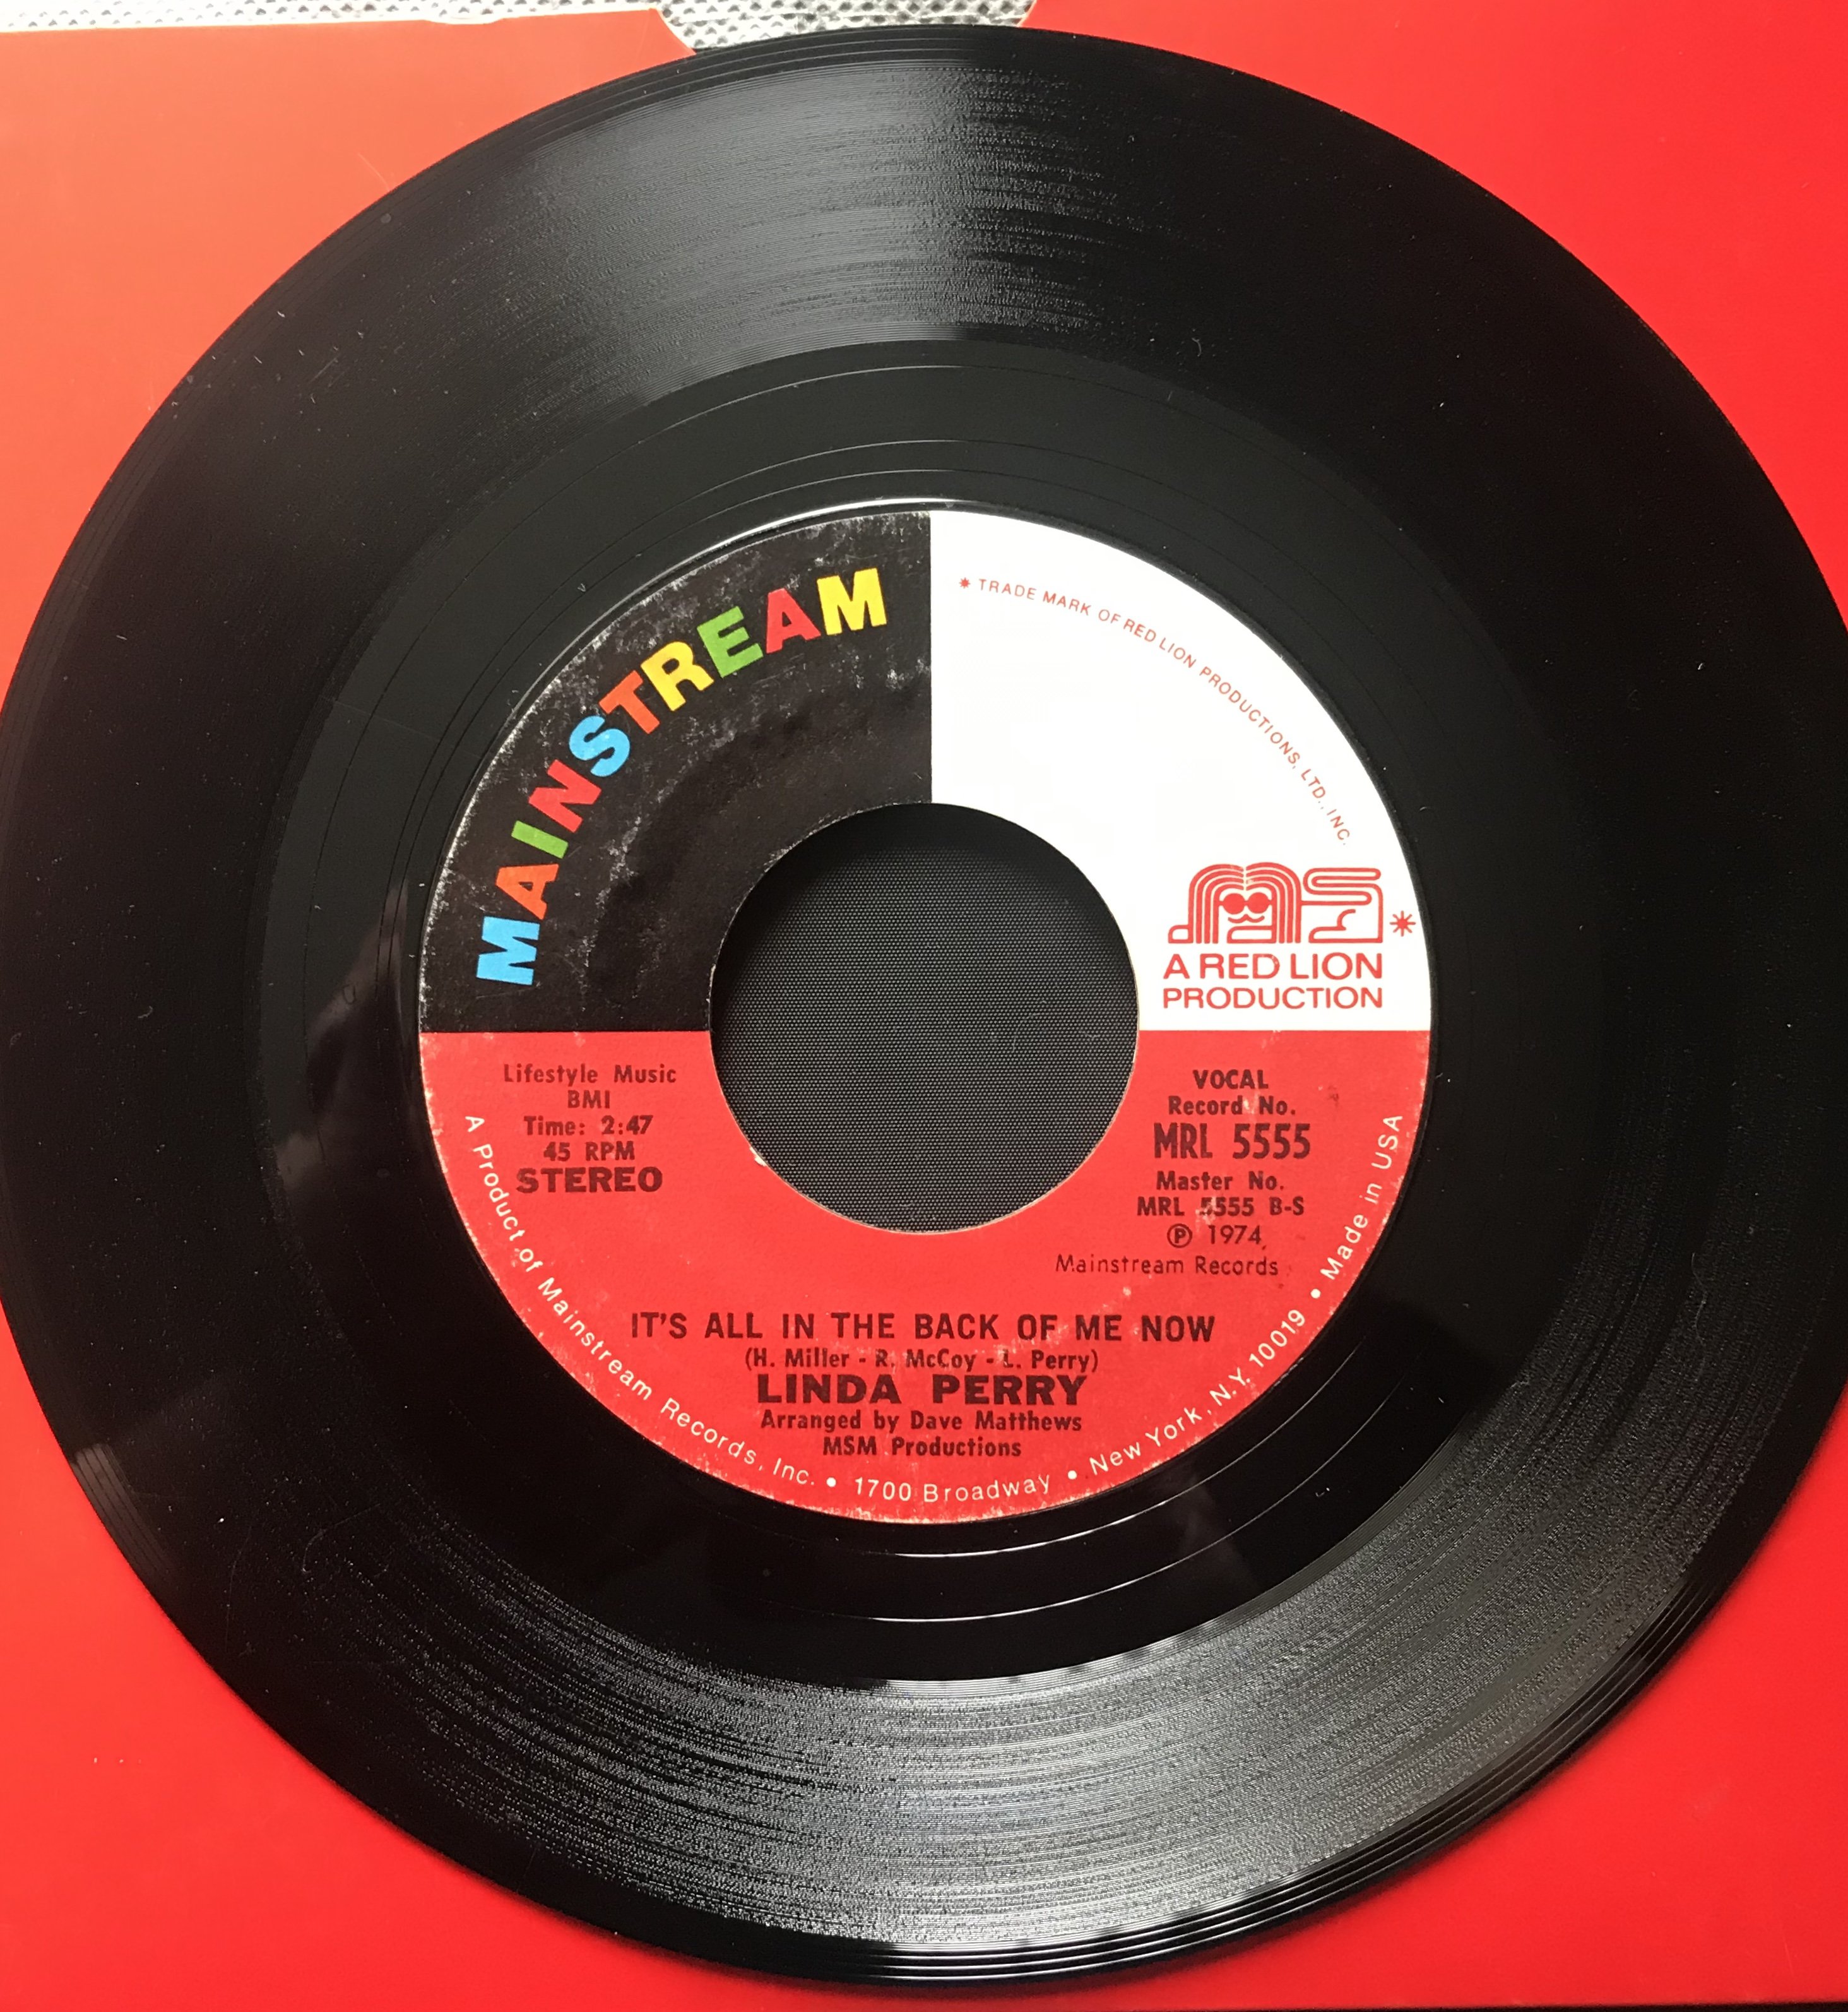 MAINSTREAM
* TRADE MARK OF RED LION PRODUCTIONS, LTD., INC.
MS*
A RED LION
PRODUCTION
Lifestyle Music
BMI
Time: 2:47
45 RPM
STEREO
VOCAL
Record No.
MRL 5555
Master No.
MRL 5555 B-S
Ⓟ 1974
Mainstream Records
IT'S ALL IN THE BACK OF ME NOW
(H. Miller - R. McCoy - L. Perry)
LINDA PERRY
Arranged by Dave Matthews
MSM Productions
A Product of Mainstream Records, Inc. • 1700 Broadway • New York, N.Y. 10019 • Made in USA